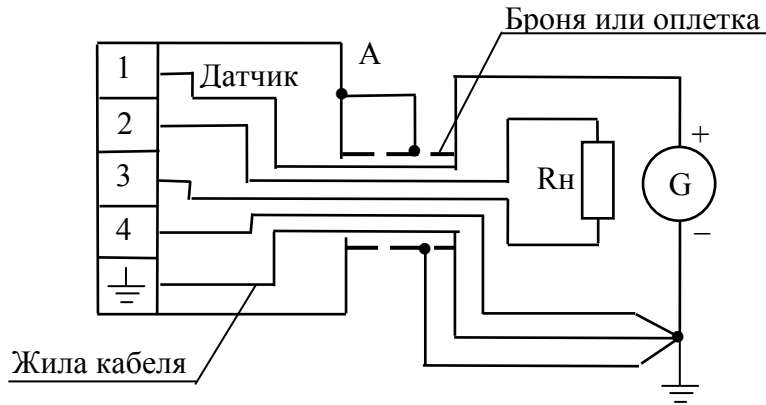 Броня или оплетка
А
1
Датчик
2
3
4
Rн
G
+
−
Жила кабеля